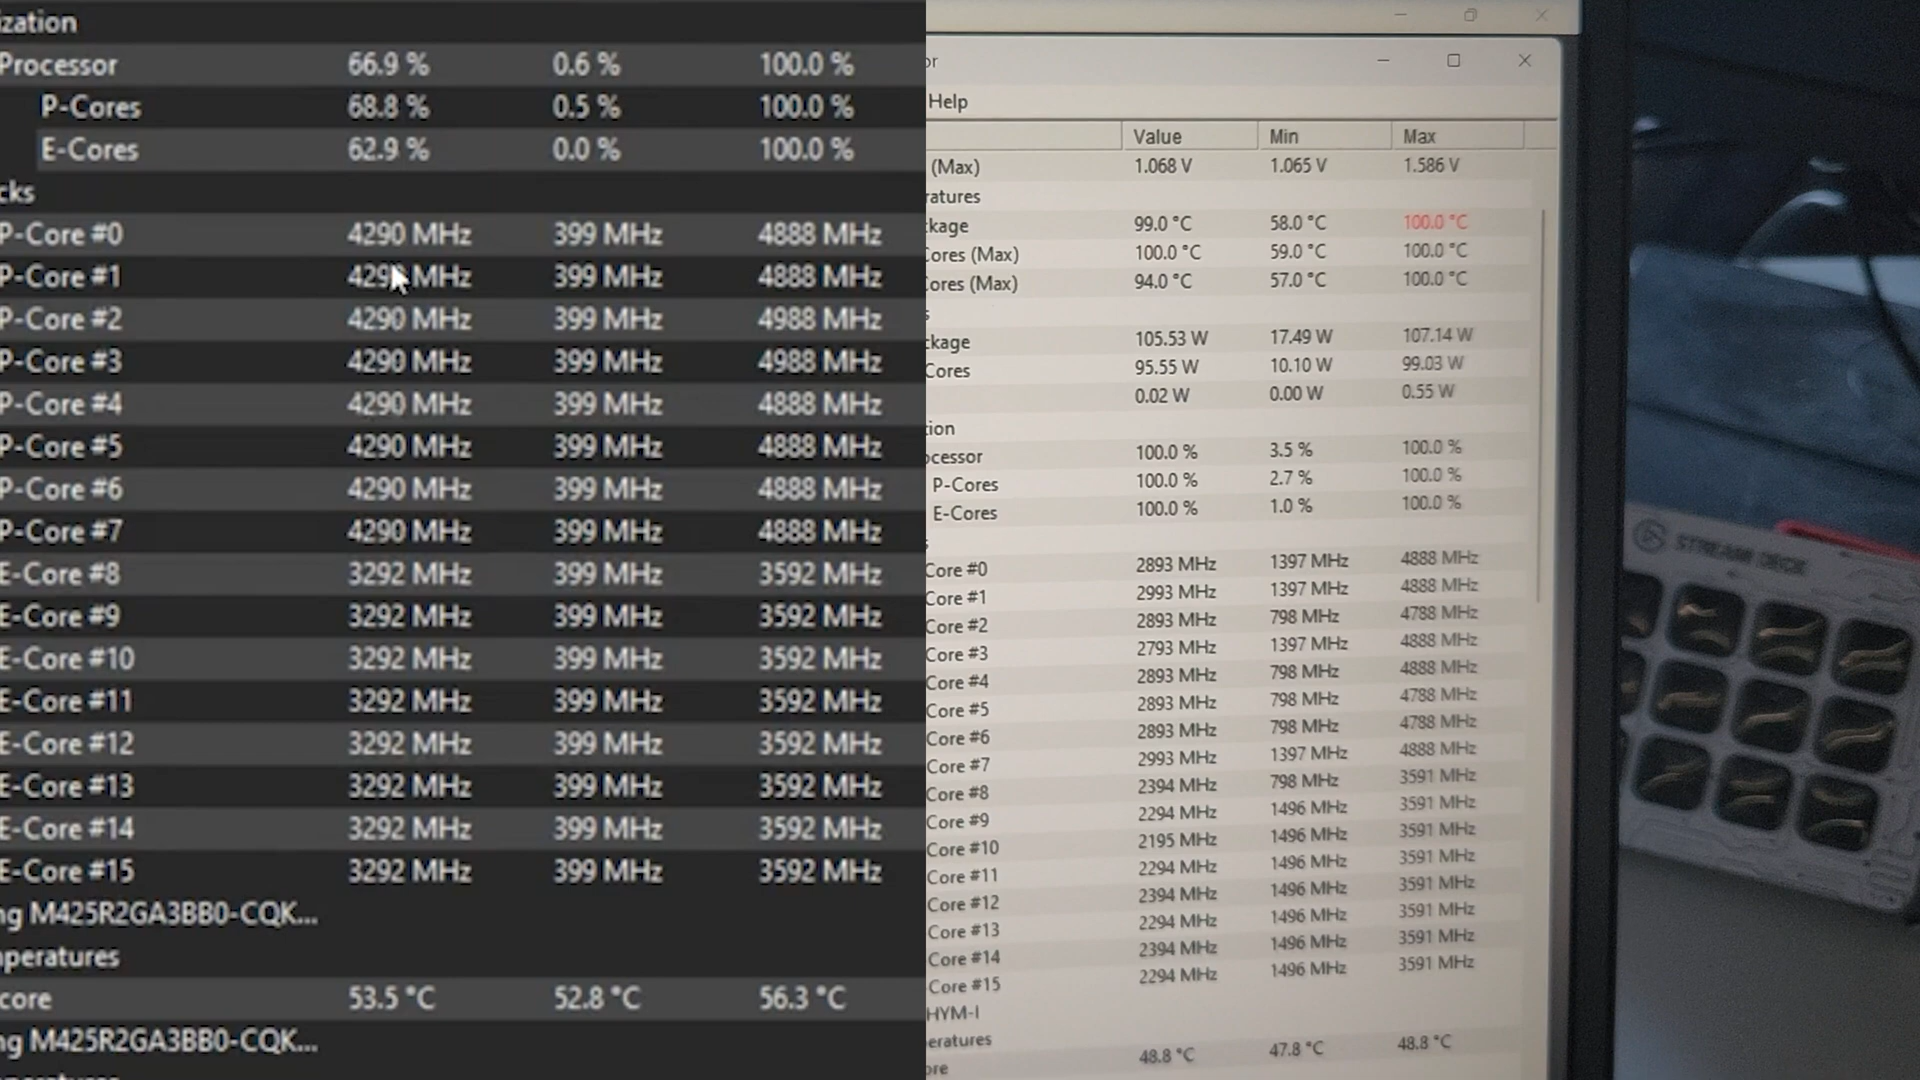 ization
Processor 66.9 % 0.6 % 100.0 %
P-Cores 68.8 % 0.5 % 100.0 %
E-Cores 62.9 % 0.0 % 100.0 %
cks
P-Core #0 4290 MHz 399 MHz 4888 MHz
P-Core #1 429 MHz 399 MHz 4888 MHz
P-Core #2 4290 MHz 399 MHz 4988 MHz
P-Core #3 4290 MHz 399 MHz 4988 MHz
P-Core #4 4290 MHz 399 MHz 4888 MHz
P-Core #5 4290 MHz 399 MHz 4888 MHz
P-Core #6 4290 MHz 399 MHz 4888 MHz
P-Core #7 4290 MHz 399 MHz 4888 MHz
E-Core #8 3292 MHz 399 MHz 3592 MHz
E-Core #9 3292 MHz 399 MHz 3592 MHz
E-Core #10 3292 MHz 399 MHz 3592 MHz
E-Core #11 3292 MHz 399 MHz 3592 MHz
E-Core #12 3292 MHz 399 MHz 3592 MHz
E-Core #13 3292 MHz 399 MHz 3592 MHz
E-Core #14 3292 MHz 399 MHz 3592 MHz
E-Core #15 3292 MHz 399 MHz 3592 MHz
ng M425R2GA3BB0-CQK...
peratures
core 53.5 °C 52.8 °C 56.3 °C
ng M425R2GA3BB0-CQK...
or
Help
Value Min Max
(Max) 1.068 V 1.065 V 1.586 V
ratures
ckage 99.0 °C 58.0 °C 100.0 °C
Cores (Max) 100.0 °C 59.0 °C 100.0 °C
Cores (Max) 94.0 °C 57.0 °C 100.0 °C
s
ckage 105.53 W 17.49 W 107.14 W
Cores 95.55 W 10.10 W 99.03 W
0.02 W 0.00 W 0.55 W
tion
ocessor 100.0 % 3.5 % 100.0 %
P-Cores 100.0 % 2.7 % 100.0 %
E-Cores 100.0 % 1.0 % 100.0 %
s
Core #0 2893 MHz 1397 MHz 4888 MHz
Core #1 2993 MHz 1397 MHz 4888 MHz
Core #2 2893 MHz 798 MHz 4788 MHz
Core #3 2793 MHz 1397 MHz 4888 MHz
Core #4 2893 MHz 798 MHz 4888 MHz
Core #5 2893 MHz 798 MHz 4788 MHz
Core #6 2893 MHz 798 MHz 4788 MHz
Core #7 2993 MHz 1397 MHz 4888 MHz
Core #8 2394 MHz 798 MHz 3591 MHz
Core #9 2294 MHz 1496 MHz 3591 MHz
Core #10 2195 MHz 1496 MHz 3591 MHz
Core #11 2294 MHz 1496 MHz 3591 MHz
Core #12 2394 MHz 1496 MHz 3591 MHz
Core #13 2294 MHz 1496 MHz 3591 MHz
Core #14 2394 MHz 1496 MHz 3591 MHz
Core #15 2294 MHz 1496 MHz 3591 MHz
HYM-I
eratures
ore 48.8 °C 47.8 °C 48.8 °C
STREAM DECK